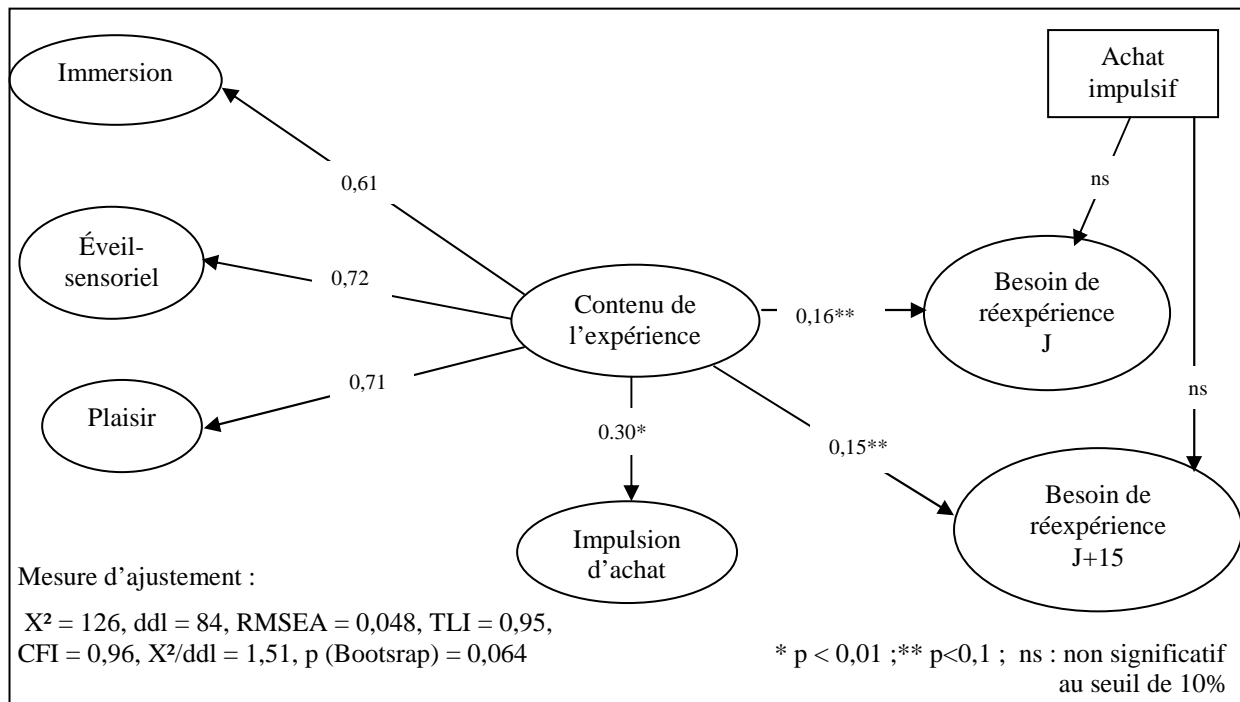 Immersion
Achat
impulsif
0,61
ns
Éveil-
sensoriel
0,72
Contenu de
l’expérience
0,16**
Besoin de
réexpérience
J
Plaisir
0,71
0.30*
0,15**
ns
Impulsion
d’achat
Besoin de
réexpérience
J+15
Mesure d’ajustement :
X² = 126, ddl = 84, RMSEA = 0,048, TLI = 0,95,
CFI = 0,96, X²/ddl = 1,51, p (Bootsrap) = 0,064
* p < 0,01 ;** p<0,1 ; ns : non significatif
au seuil de 10%